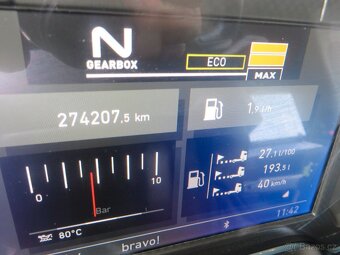 N
GEARBOX
ECO
MAX
274207,5 km
1,9 l/h
0
10
Bar
80°C
27,1 l/100
193,5 l
40 km/h
11:42
bravo!